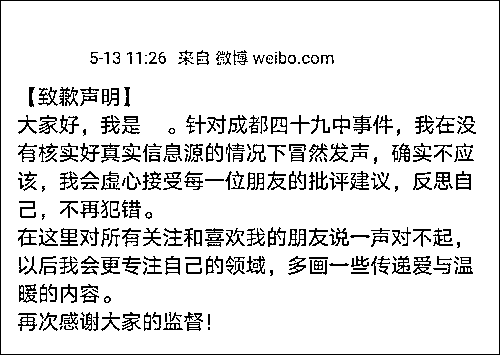 5-13 11:26 来自 微博 weibo.com
【致歉声明】
大家好，我是 。针对成都四十九中事件，我在没
有核实好真实信息源的情况下冒然发声，确实不应
该，我会虚心接受每一位朋友的批评建议，反思自
己，不再犯错。
在这里对所有关注和喜欢我的朋友说一声对不起，
以后我会更专注自己的领域，多画一些传递爱与温
暖的内容。
再次感谢大家的监督！